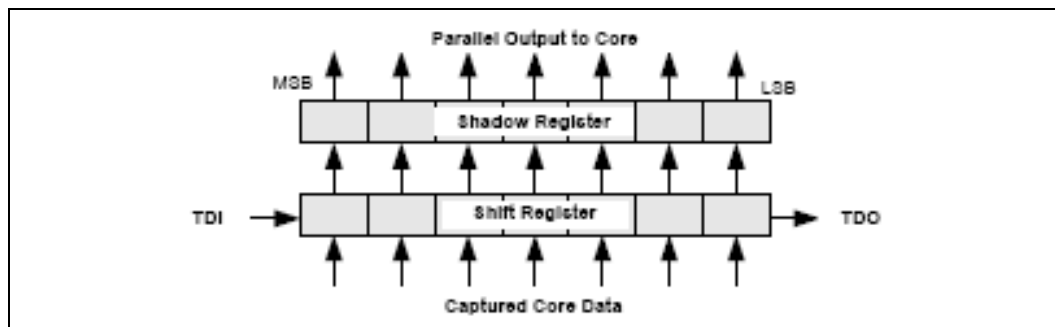 Parallel Output to Core
MSB
LSB
Shadow Register
TDI
Shift Register
TDO
Captured Core Data